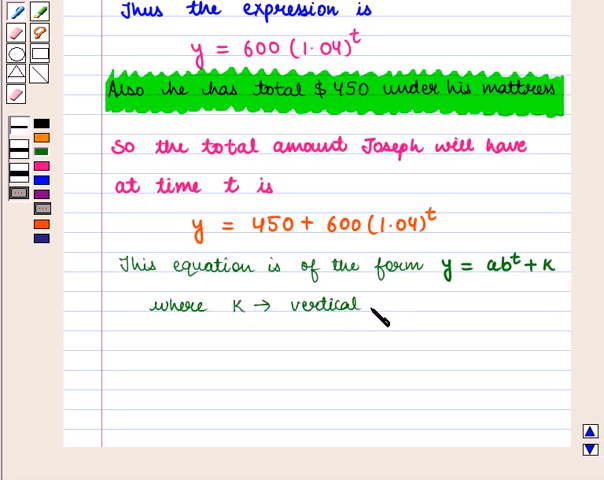 Thus the expression is
y = 600 (1.04)^t
Also he has total $ 450 under his mattress
So the total amount Joseph will have
at time t is
y = 450 + 600 (1.04)^t
This equation is of the form y = ab^t + k
where k → vertical